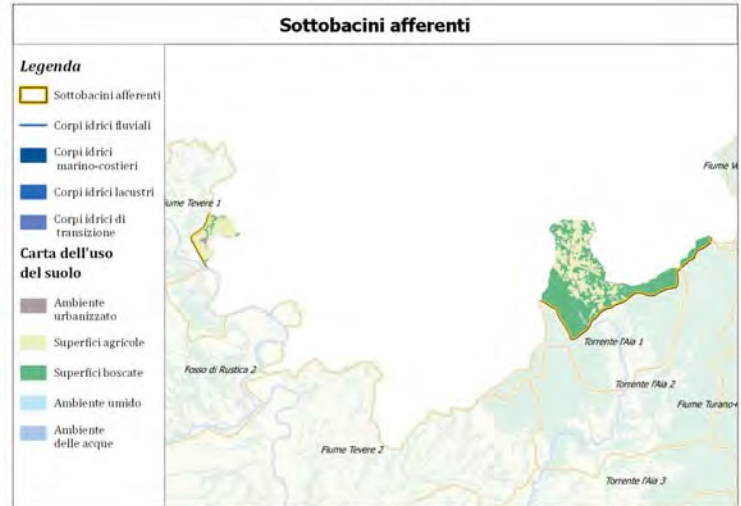 Sottobacini afferenti
Legenda
Sottobacini afferenti
Corpi idrici fluviali
Corpi idrici
marino-costieri
Corpi idrici lacustri
Corpi idrici di
transizione
Carta dell'uso
del suolo
Ambiente
urbanizzato
Superfici agricole
Superfici boscate
Ambiente umido
Ambiente
delle acque
Fiume
iume Tevere 1
Torrente l'Aia 1
Fosso di Rustica 2
Torrente l'Aia 2
Fiume Turano
Fiume Tevere 2
Torrente l'Aia 3